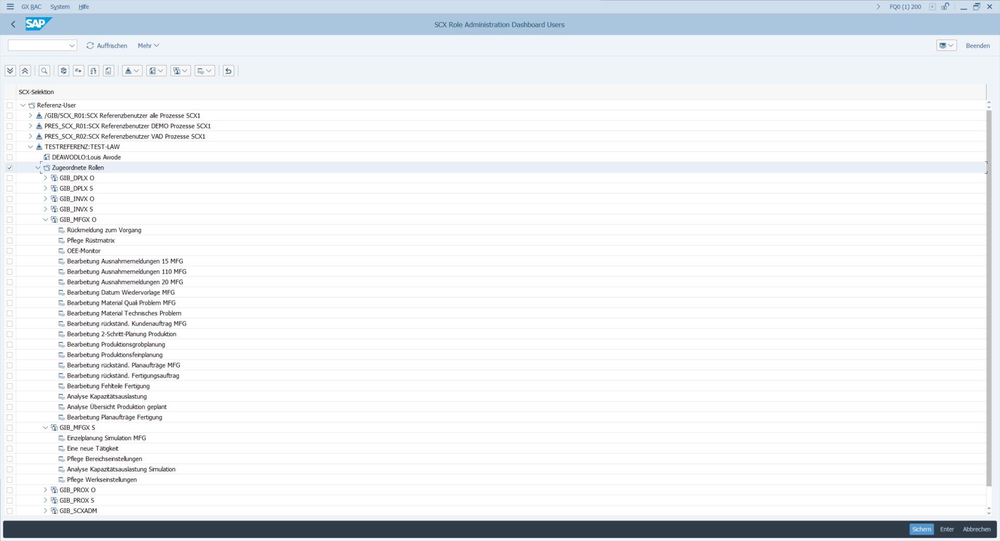 GX RAC System Hilfe FQ0 (1) 200
SAP SCX Role Administration Dashboard Users
Auffrischen Mehr Beenden
SCX-Selektion
Referenz-User
/GIB/SCX_R01:SCX Referenzbenutzer alle Prozesse SCX1
PRES_SCX_R01:SCX Referenzbenutzer DEMO Prozesse SCX1
PRES_SCX_R02:SCX Referenzbenutzer VAD Prozesse SCX1
TESTREFERENZ:TEST-LAW
DEAWODLO:Louis Awode
Zugeordnete Rollen
GIB_DPLX O
GIB_DPLX S
GIB_INVX O
GIB_INVX S
GIB_MFGX O
Rückmeldung zum Vorgang
Pflege Rüstmatrix
OEE-Monitor
Bearbeitung Ausnahmemeldungen 15 MFG
Bearbeitung Ausnahmemeldungen 110 MFG
Bearbeitung Ausnahmemeldungen 20 MFG
Bearbeitung Datum Wiedervorlage MFG
Bearbeitung Material Quali Problem MFG
Bearbeitung Material Technisches Problem
Bearbeitung rückständ. Kundenauftrag MFG
Bearbeitung 2-Schritt-Planung Produktion
Bearbeitung Produktionsgrobplanung
Bearbeitung Produktionsfeinplanung
Bearbeitung rückständ. Planaufträge MFG
Bearbeitung rückständ. Fertigungsauftrag
Bearbeitung Fehlteile Fertigung
Analyse Kapazitätsauslastung
Analyse Übersicht Produktion geplant
Bearbeitung Planaufträge Fertigung
GIB_MFGX S
Einzelplanung Simulation MFG
Eine neue Tätigkeit
Pflege Bereichseinstellungen
Analyse Kapazitätsauslastung Simulation
Pflege Werkseinstellungen
GIB_PROX O
GIB_PROX S
GIB_SCXADM
Sichern Enter Abbrechen